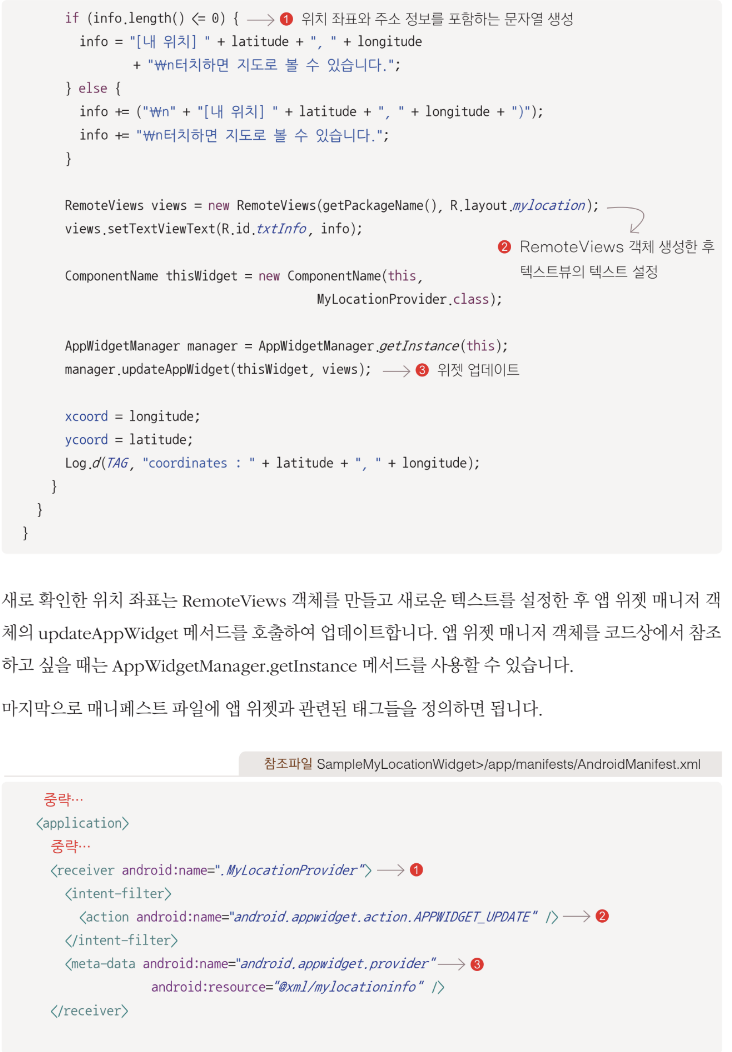 if (info.length() <= 0) { → ❶ 위치 좌표와 주소 정보를 포함하는 문자열 생성
info = "[내 위치] " + latitude + ", " + longitude
+ "₩n터치하면 지도로 볼 수 있습니다.";
} else {
info += ("₩n" + "[내 위치] " + latitude + ", " + longitude + ")");
info += "₩n터치하면 지도로 볼 수 있습니다.";
}
RemoteViews views = new RemoteViews(getPackageName(), R.layout.mylocation);
views.setTextViewText(R.id.txtInfo, info);
❷ RemoteViews 객체 생성한 후
텍스트뷰의 텍스트 설정
ComponentName thisWidget = new ComponentName(this,
MyLocationProvider.class);
AppWidgetManager manager = AppWidgetManager.getInstance(this);
manager.updateAppWidget(thisWidget, views); → ❸ 위젯 업데이트
xcoord = longitude;
ycoord = latitude;
Log.d(TAG, "coordinates : " + latitude + ", " + longitude);
}
}
}
새로 확인한 위치 좌표는 RemoteViews 객체를 만들고 새로운 텍스트를 설정한 후 앱 위젯 매니저 객
체의 updateAppWidget 메서드를 호출하여 업데이트합니다. 앱 위젯 매니저 객체를 코드상에서 참조
하고 싶을 때는 AppWidgetManager.getInstance 메서드를 사용할 수 있습니다.
마지막으로 매니페스트 파일에 앱 위젯과 관련된 태그들을 정의하면 됩니다.
참조파일 SampleMyLocationWidget>/app/manifests/AndroidManifest.xml
중략…
<application>
중략…
<receiver android:name=".MyLocationProvider"> → ❶
<intent-filter>
<action android:name="android.appwidget.action.APPWIDGET_UPDATE" /> → ❷
</intent-filter>
<meta-data android:name="android.appwidget.provider" → ❸
android:resource="@xml/mylocationinfo" />
</receiver>